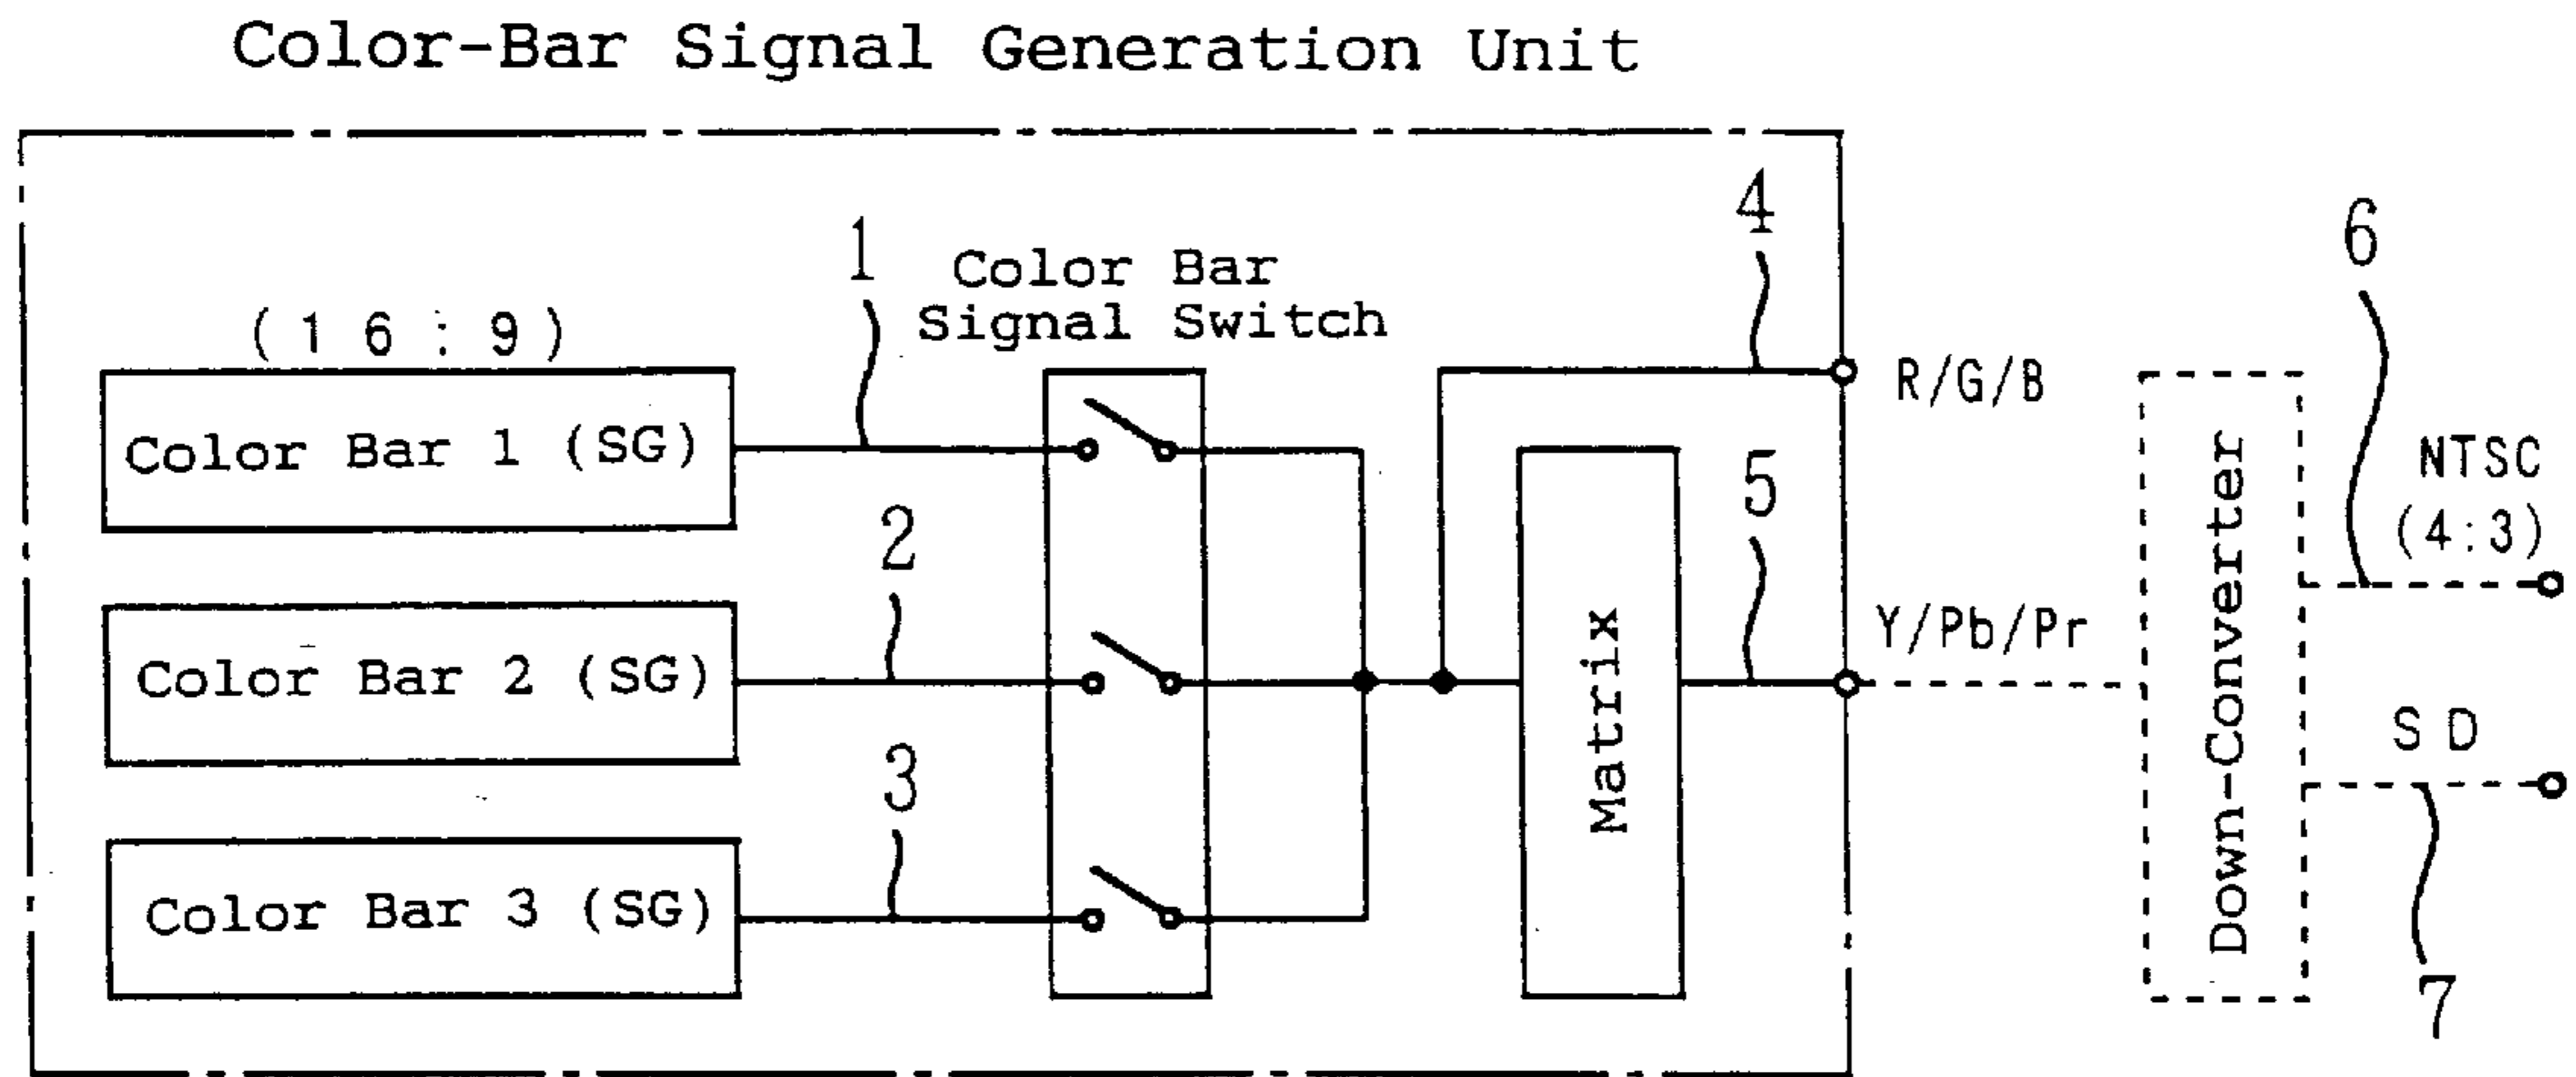 Color-Bar Signal Generation Unit
(16:9)
Color Bar 1 (SG)
Color Bar 2 (SG)
Color Bar 3 (SG)
1
2
3
Color Bar
Signal Switch
4
5
Matrix
R/G/B
Y/Pb/Pr
Down-Converter
6
NTSC
(4:3)
SD
7